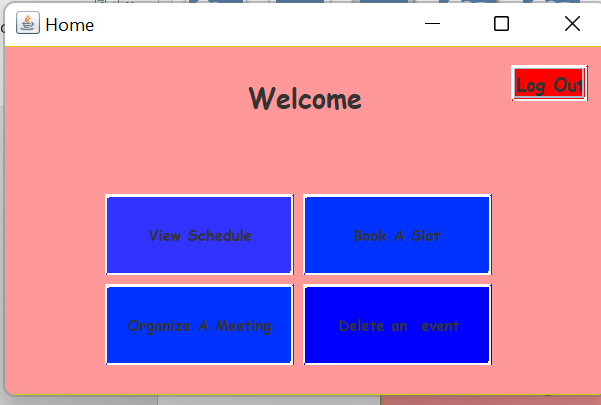 Home
Log Out
Welcome
View Schedule
Book A Slot
Organize A Meeting
Delete an  event